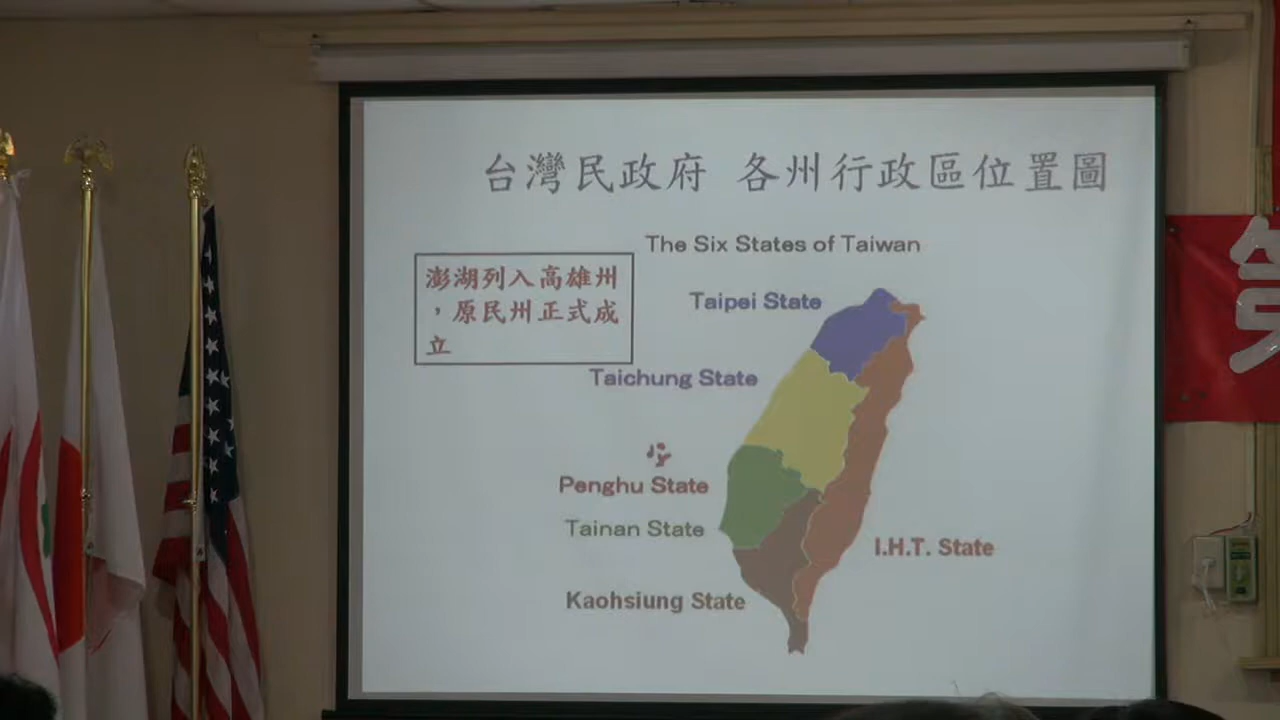 台灣民政府 各州行政區位置圖
The Six States of Taiwan
澎湖列入高雄州
，原民州正式成
立
Taipei State
Taichung State
Penghu State
Tainan State
I.H.T. State
Kaohsiung State
第